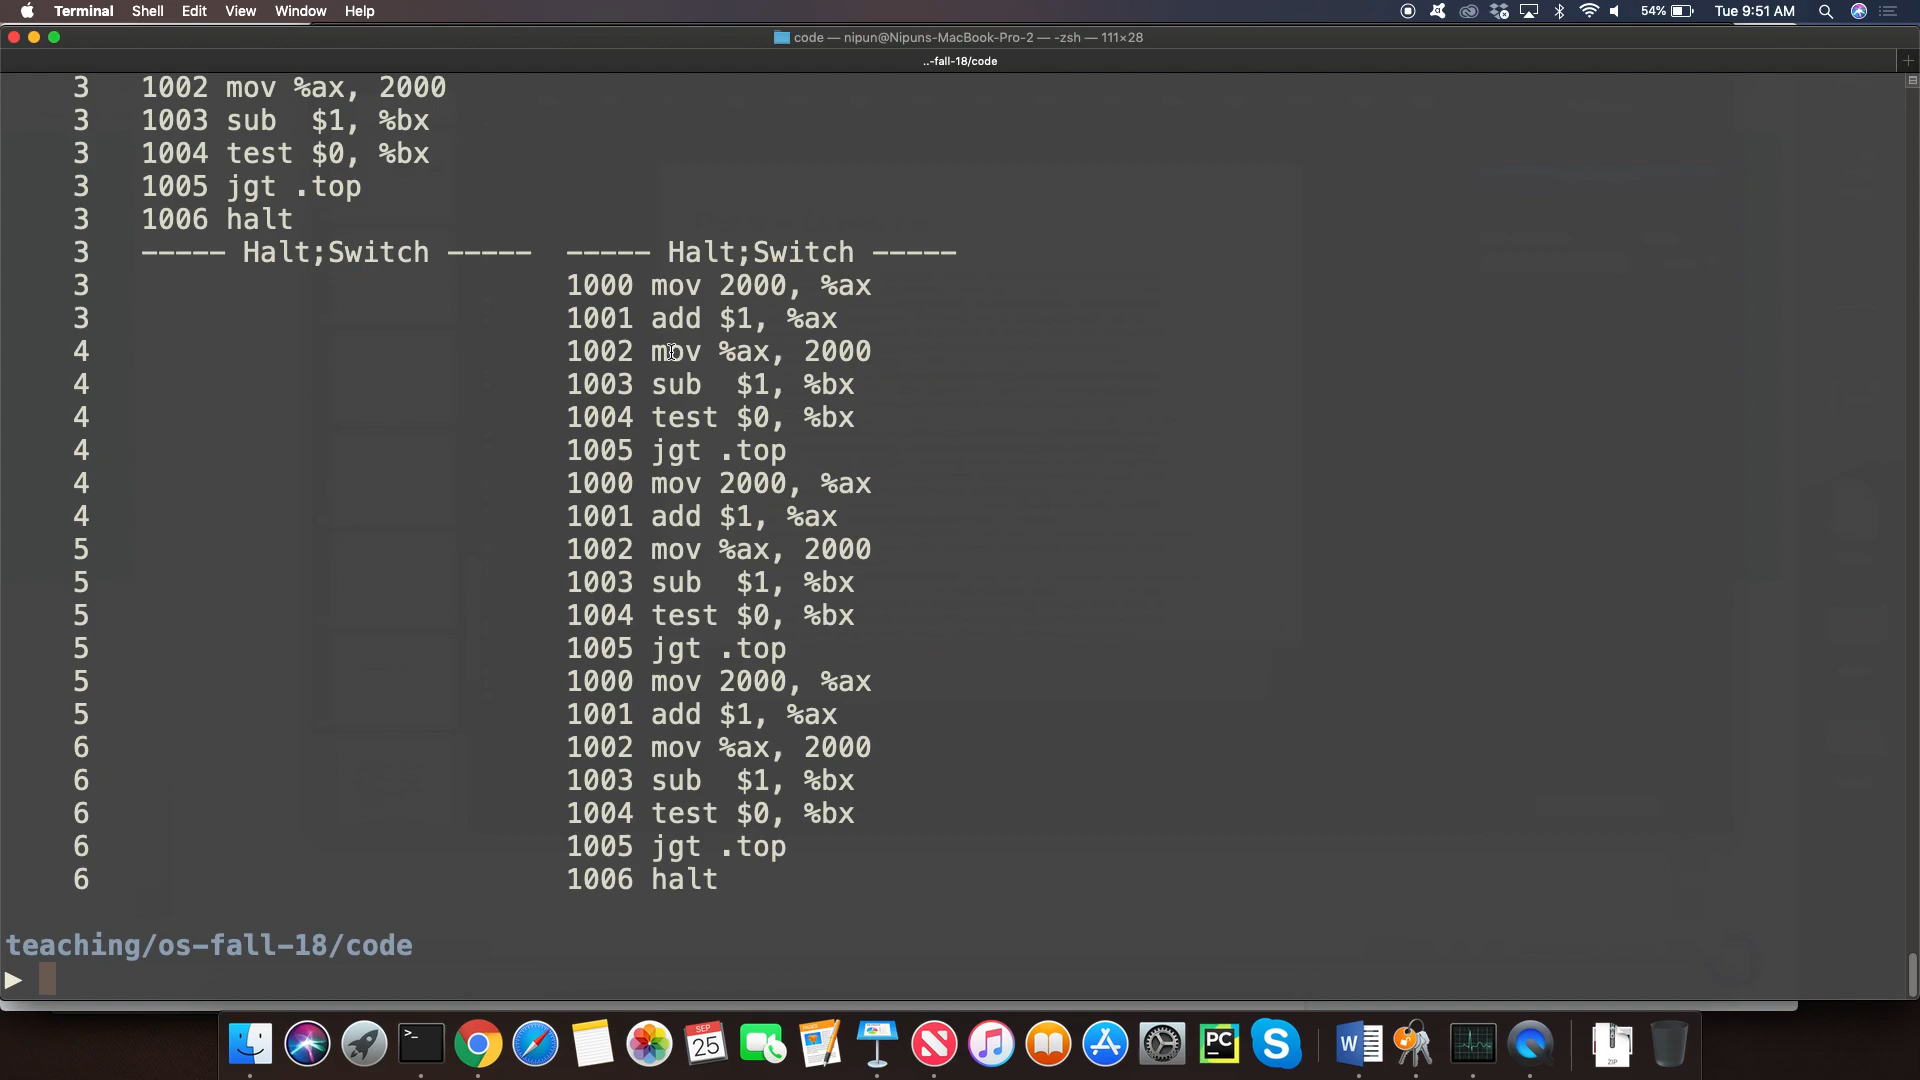 Terminal Shell Edit View Window Help 54% Tue 9:51 AM
code — nipun@Nipuns-MacBook-Pro-2 — -zsh — 111×28
..-fall-18/code
3 1002 mov %ax, 2000
3 1003 sub  $1, %bx
3 1004 test $0, %bx
3 1005 jgt .top
3 1006 halt
3 ----- Halt;Switch ----- ----- Halt;Switch -----
3 1000 mov 2000, %ax
3 1001 add $1, %ax
4 1002 mov %ax, 2000
4 1003 sub  $1, %bx
4 1004 test $0, %bx
4 1005 jgt .top
4 1000 mov 2000, %ax
4 1001 add $1, %ax
5 1002 mov %ax, 2000
5 1003 sub  $1, %bx
5 1004 test $0, %bx
5 1005 jgt .top
5 1000 mov 2000, %ax
5 1001 add $1, %ax
6 1002 mov %ax, 2000
6 1003 sub  $1, %bx
6 1004 test $0, %bx
6 1005 jgt .top
6 1006 halt
teaching/os-fall-18/code
SEP
25
PC
ZIP